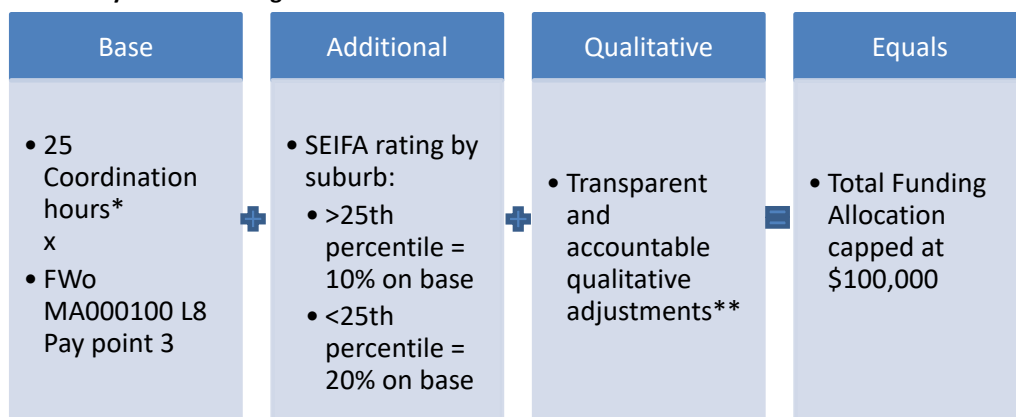 Base
• 25
Coordination
hours*
x
• FWo
MA000100 L8
Pay point 3
+
Additional
• SEIFA rating by
suburb:
• >25th
percentile =
10% on base
• <25th
percentile =
20% on base
+
Qualitative
• Transparent
and
accountable
qualitative
adjustments**
=
Equals
• Total Funding
Allocation
capped at
$100,000